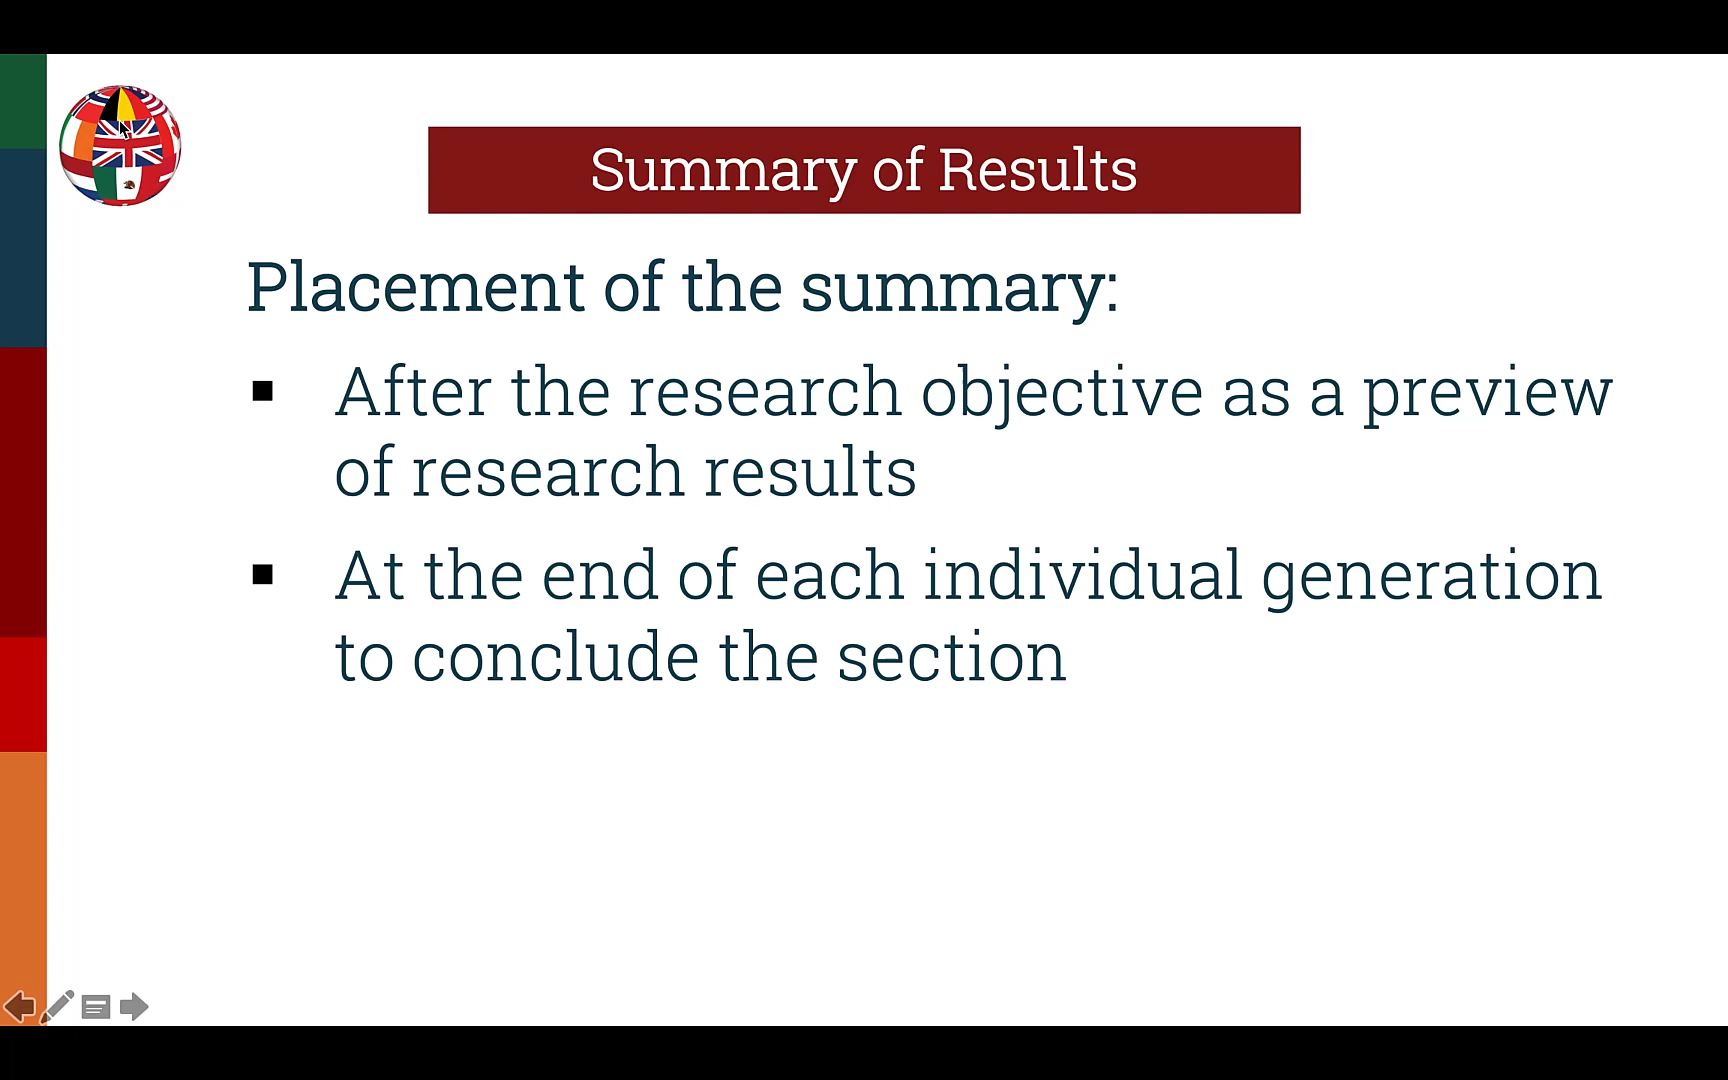 Summary of Results
Placement of the summary:
▪ After the research objective as a preview
of research results
▪ At the end of each individual generation
to conclude the section